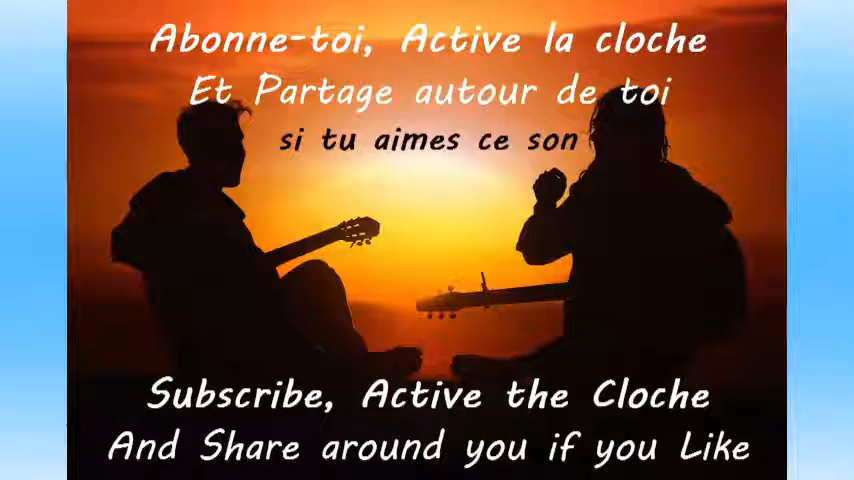 Abonne-toi, Active la cloche
Et Partage autour de toi
si tu aimes ce son
Subscribe, Active the Cloche
And Share around you if you Like